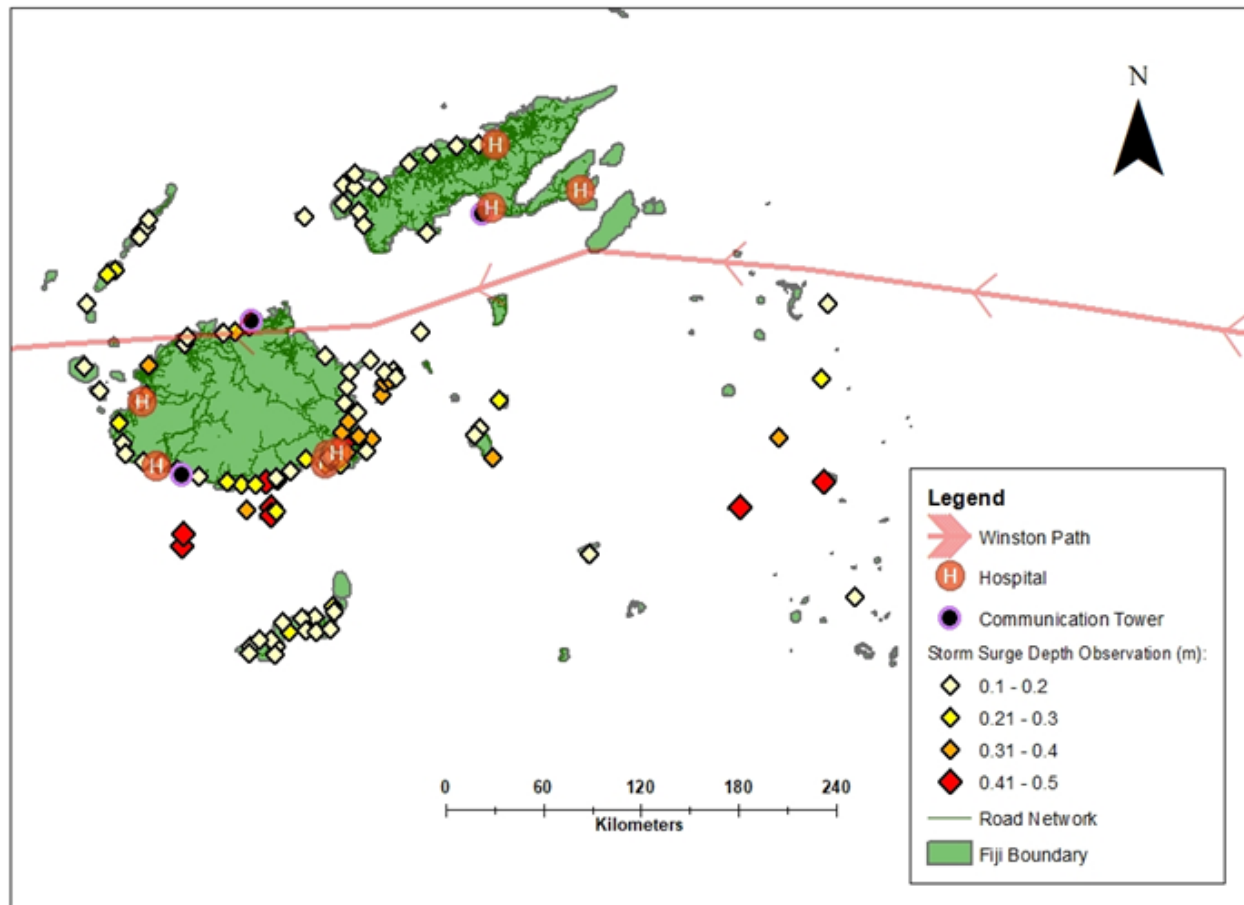 N
H
H
H
H
H
H
0 60 120 180 240
Kilometers
Legend
Winston Path
H Hospital
Communication Tower
Storm Surge Depth Observation (m):
0.1 - 0.2
0.21 - 0.3
0.31 - 0.4
0.41 - 0.5
Road Network
Fiji Boundary